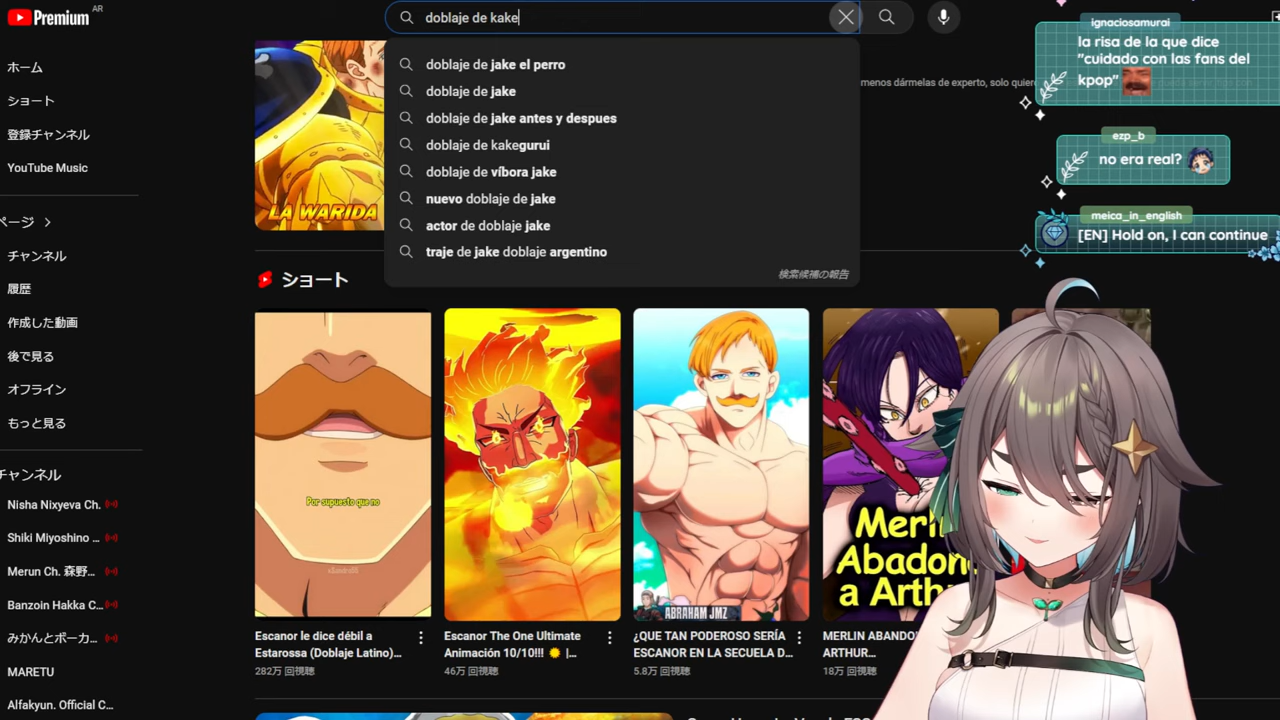 Premium AR
doblaje de kake
ホーム
ショート
登録チャンネル
YouTube Music
ページ
チャンネル
履歴
作成した動画
後で見る
オフライン
もっと見る
チャンネル
Nisha Nixyeva Ch.
Shiki Miyoshino ...
Merun Ch. 森野...
Banzoin Hakka C...
みかんとポーカ...
MARETU
Alfakyun. Official C...
doblaje de jake el perro
doblaje de jake
doblaje de jake antes y despues
doblaje de kakegurui
doblaje de víbora jake
nuevo doblaje de jake
actor de doblaje jake
traje de jake doblaje argentino
検索候補の報告
LA WARIDA
menos dármelas de experto, solo quier
ショート
Por supuesto que no
ABRAHAM JMZ
Merl
Abadon
a Arth
Escanor le dice débil a
Estarossa (Doblaje Latino)...
282万 回視聴
Escanor The One Ultimate
Animación 10/10!!! |...
46万 回視聴
¿QUE TAN PODEROSO SERÍA
ESCANOR EN LA SECUELA D...
5.8万 回視聴
MERLIN ABANDO
ARTHUR...
18万 回視聴
ignaciosamurai
la risa de la que dice
"cuidado con las fans del
kpop"
ezp_b
no era real?
meica_in_english
[EN] Hold on, I can continue